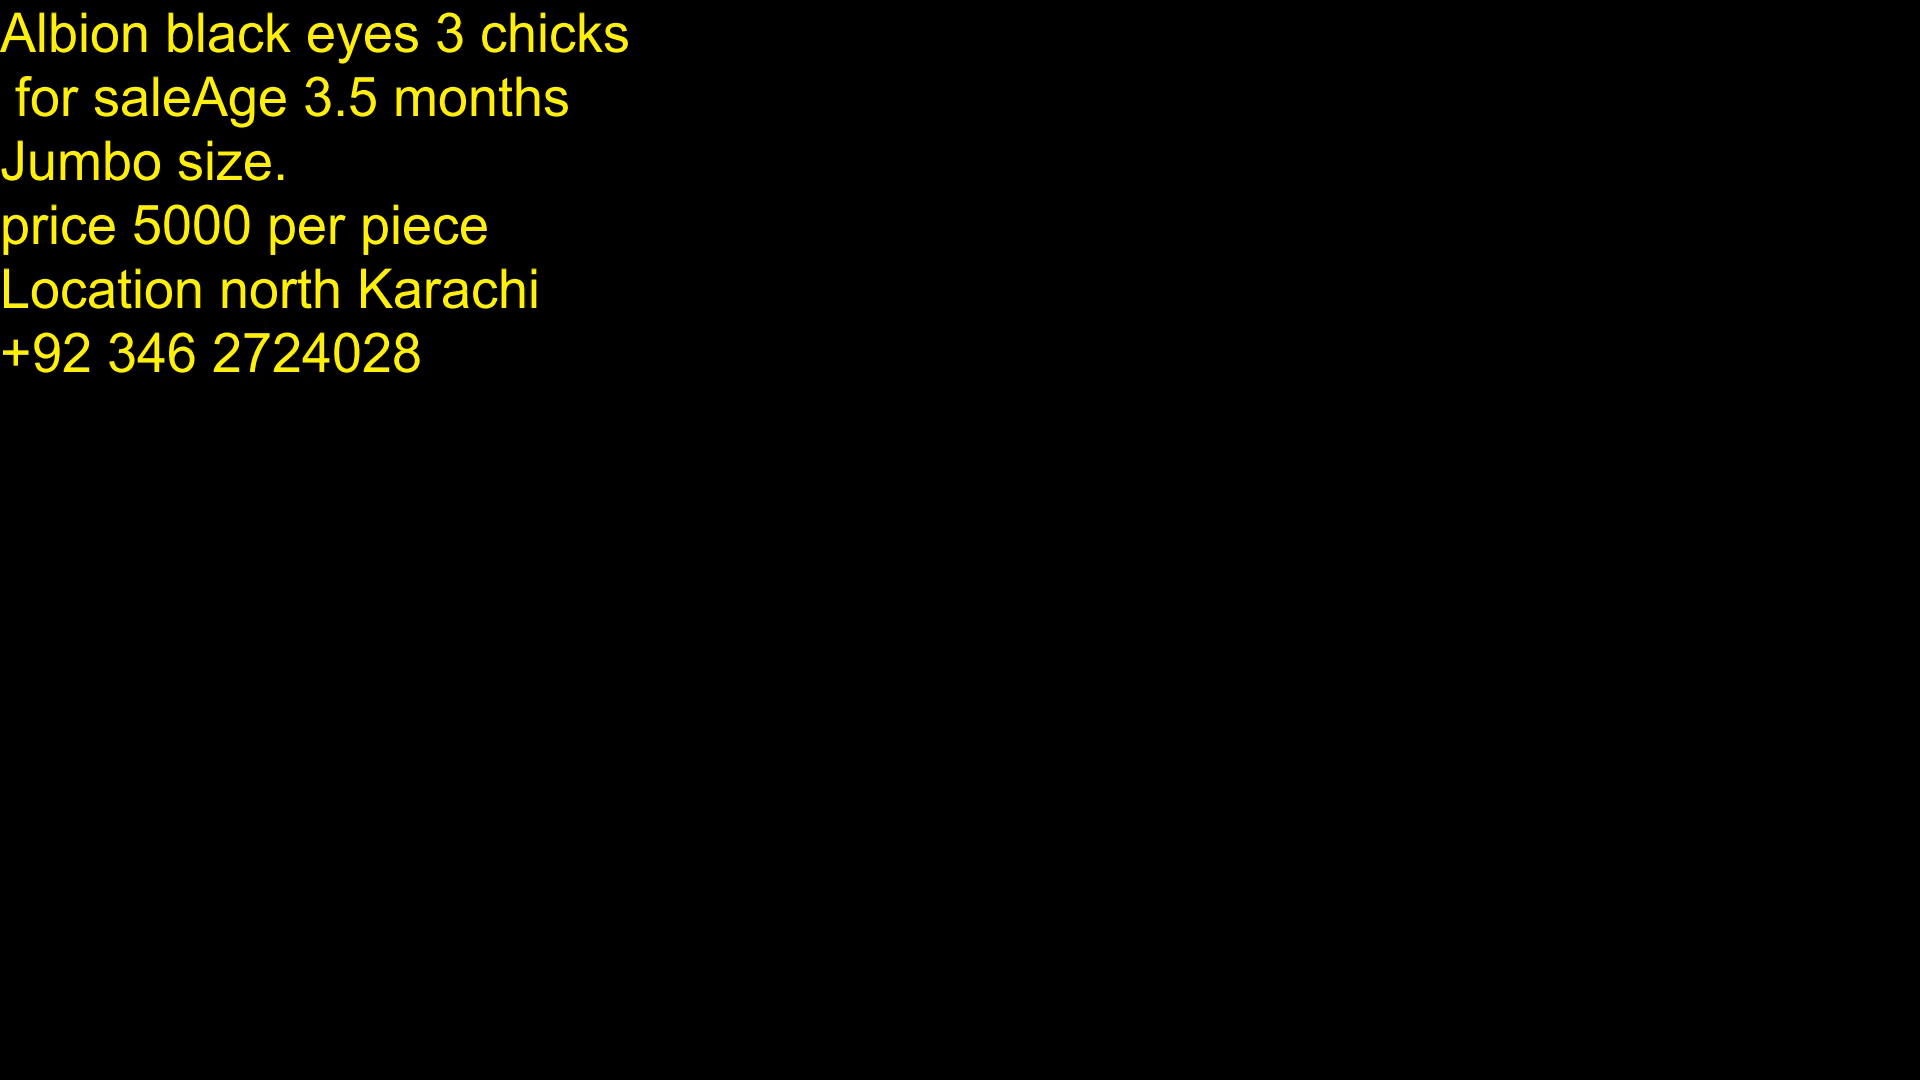 Albion black eyes 3 chicks
for saleAge 3.5 months
Jumbo size.
price 5000 per piece
Location north Karachi
+92 346 2724028